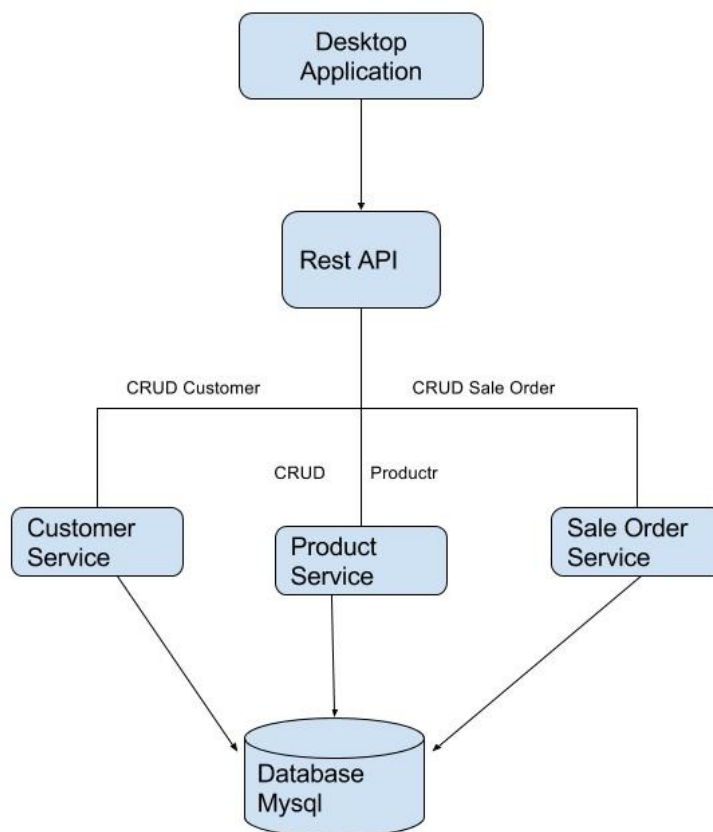 Desktop
Application
Rest API
CRUD Customer
CRUD Sale Order
CRUD Productr
Customer
Service
Product
Service
Sale Order
Service
Database
Mysql